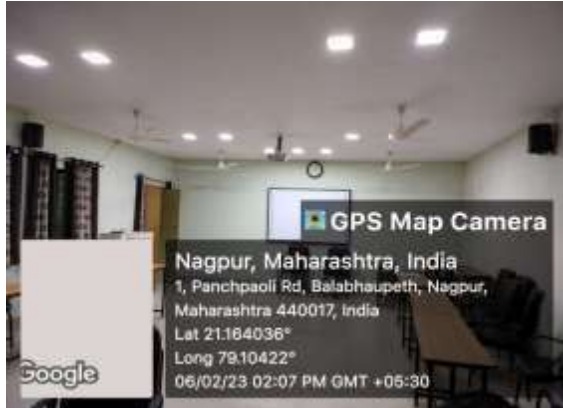 GPS Map Camera
Nagpur, Maharashtra, India
1, Panchpaoli Rd, Balabhaupeth, Nagpur,
Maharashtra 440017, India
Lat 21.164036°
Long 79.10422°
06/02/23 02:07 PM GMT +05:30
Google